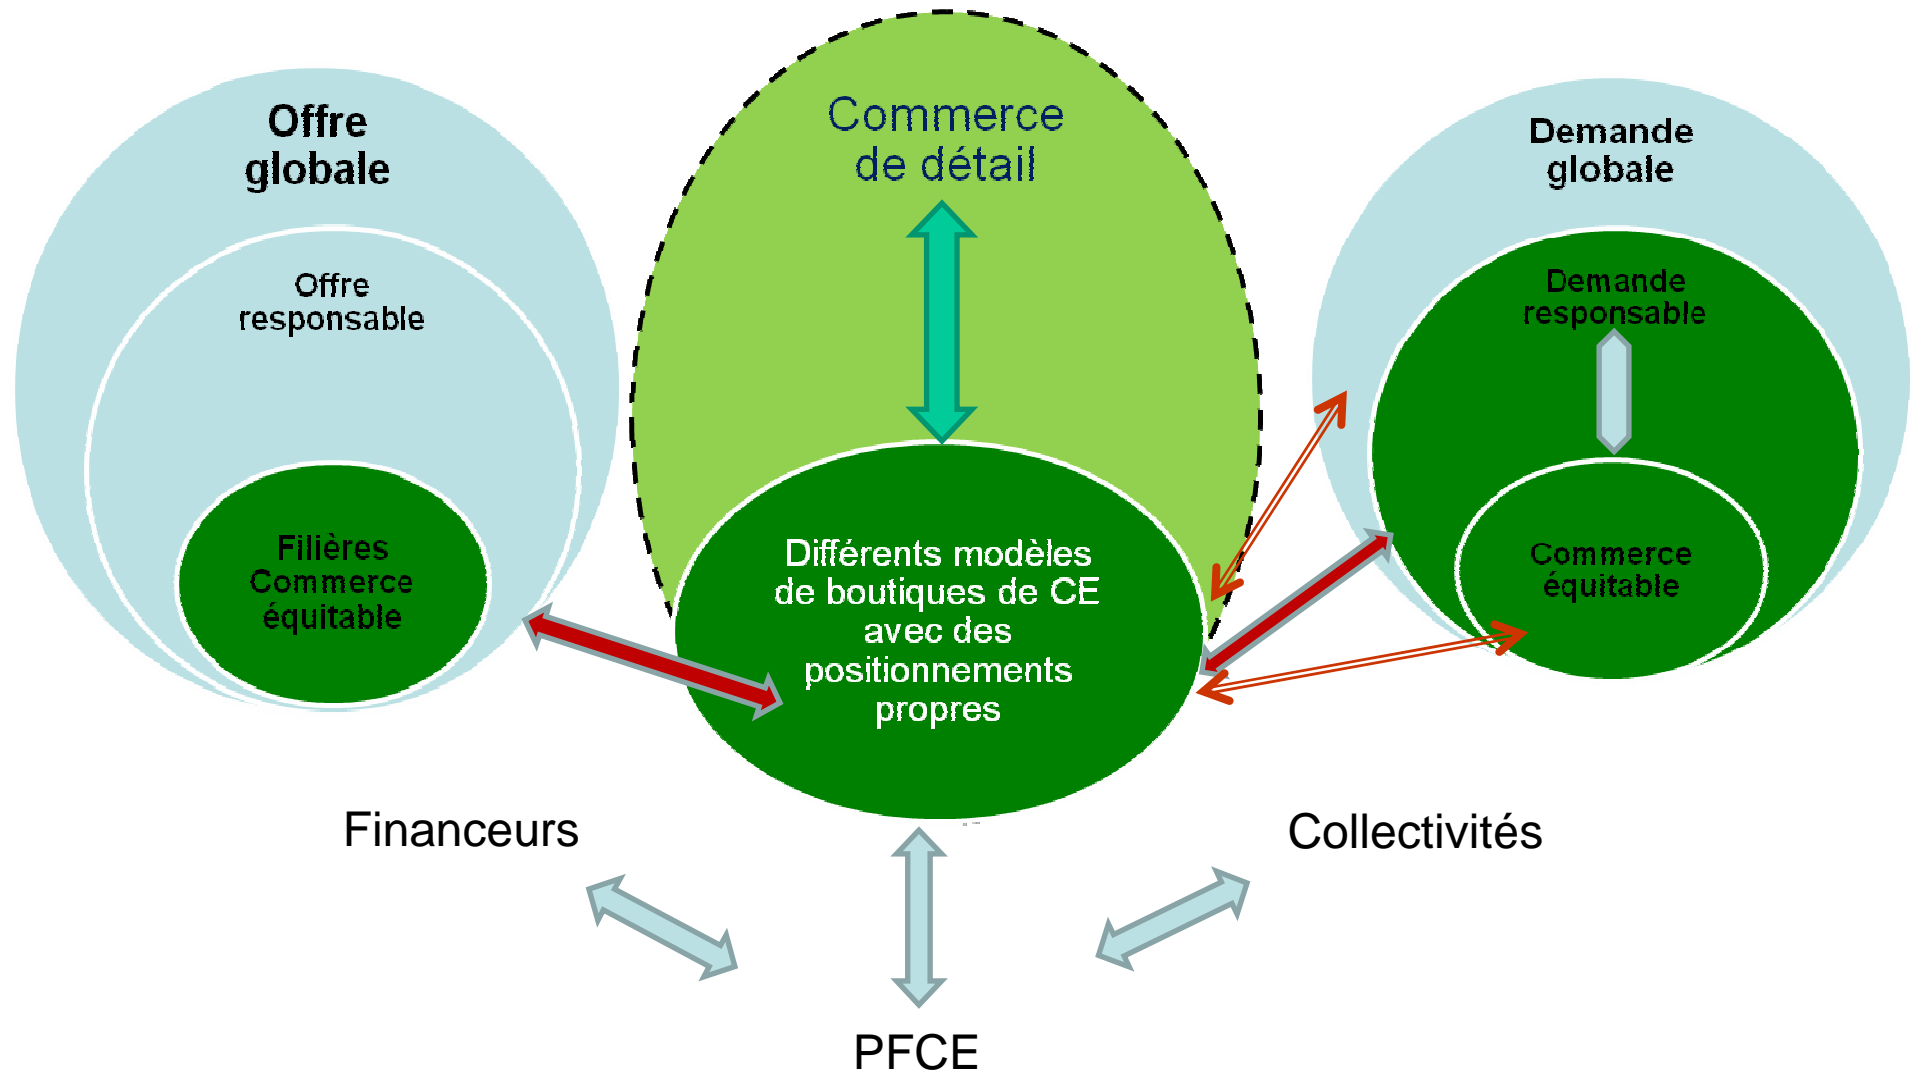 Offre
globale
Offre
responsable
Filières
Commerce
équitable
Commerce
de détail
Différents modèles
de boutiques de CE
avec des
positionnements
propres
Demande
globale
Demande
responsable
Commerce
équitable
Financeurs
Collectivités
PFCE